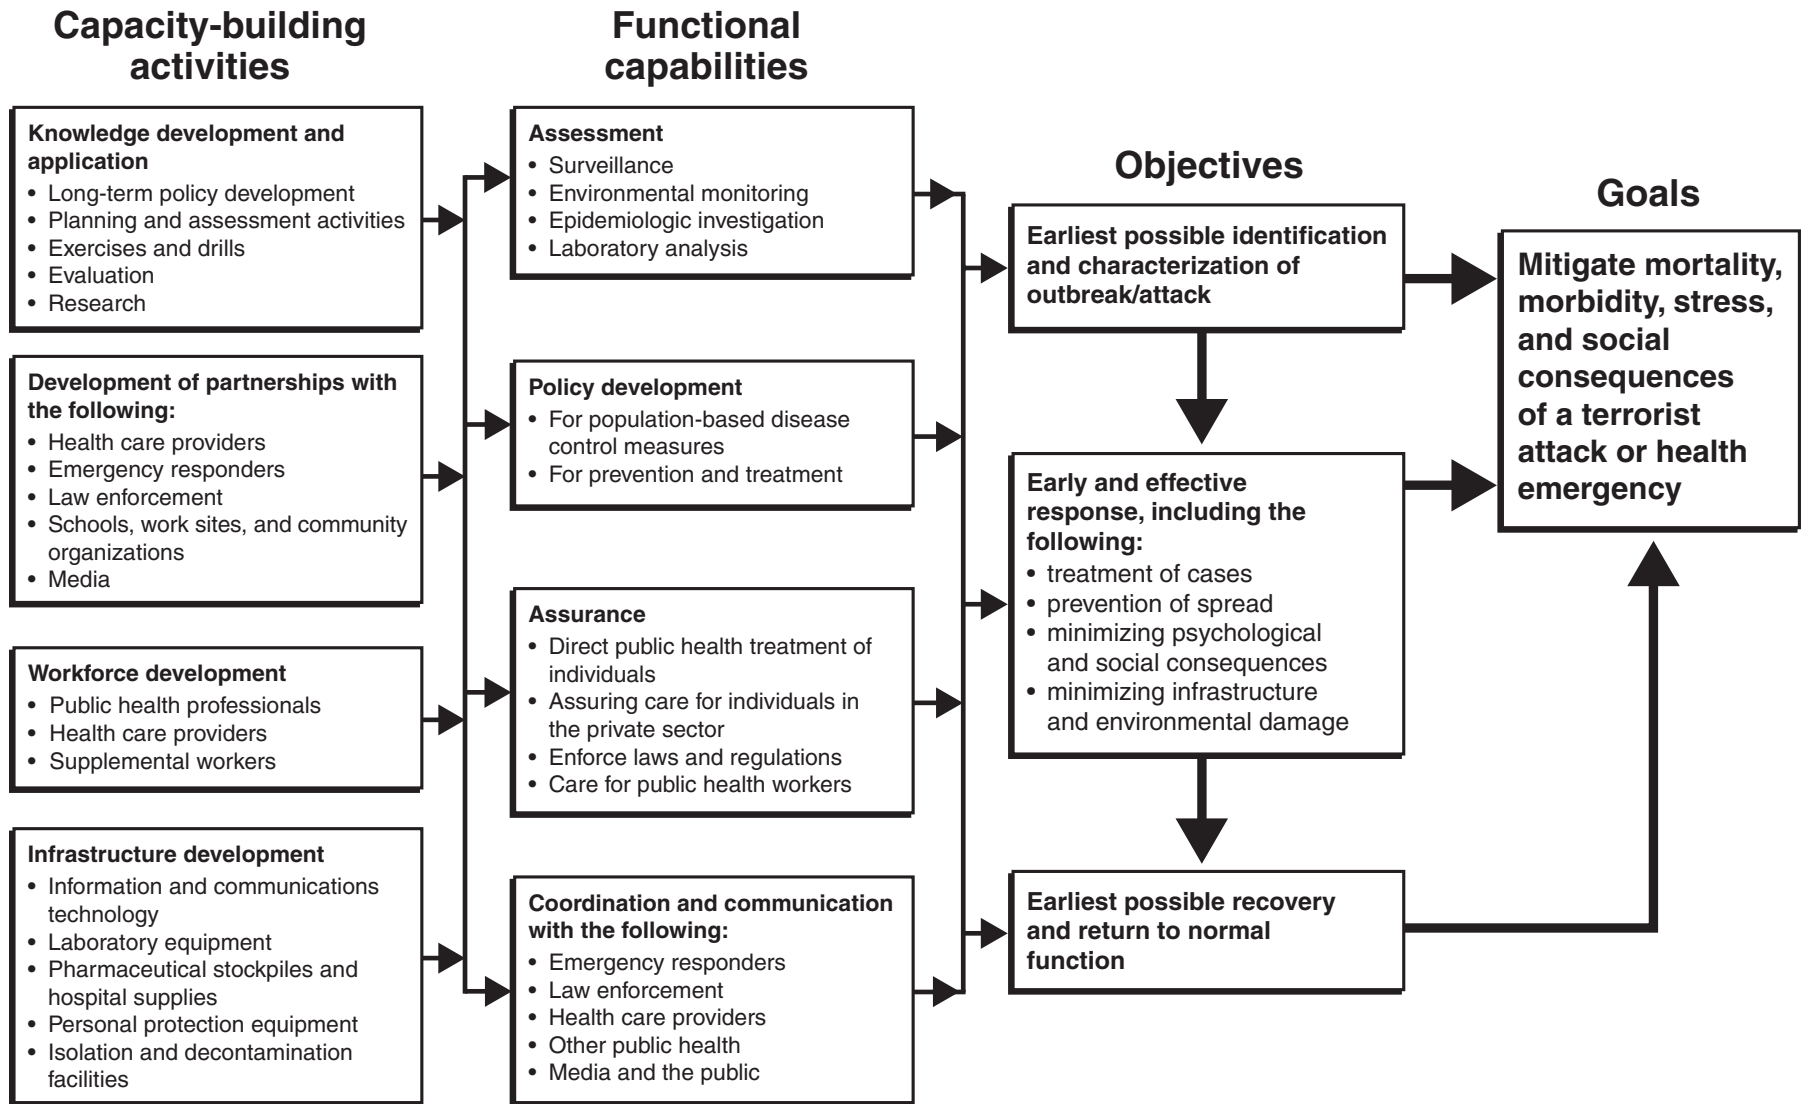 Capacity-building
activities
Knowledge development and
application
• Long-term policy development
• Planning and assessment activities
• Exercises and drills
• Evaluation
• Research
Development of partnerships with
the following:
• Health care providers
• Emergency responders
• Law enforcement
• Schools, work sites, and community
organizations
• Media
Workforce development
• Public health professionals
• Health care providers
• Supplemental workers
Infrastructure development
• Information and communications
technology
• Laboratory equipment
• Pharmaceutical stockpiles and
hospital supplies
• Personal protection equipment
• Isolation and decontamination
facilities
Functional
capabilities
Assessment
• Surveillance
• Environmental monitoring
• Epidemiologic investigation
• Laboratory analysis
Policy development
• For population-based disease
control measures
• For prevention and treatment
Assurance
• Direct public health treatment of
individuals
• Assuring care for individuals in
the private sector
• Enforce laws and regulations
• Care for public health workers
Coordination and communication
with the following:
• Emergency responders
• Law enforcement
• Health care providers
• Other public health
• Media and the public
Objectives
Earliest possible identification
and characterization of
outbreak/attack
Early and effective
response, including the
following:
• treatment of cases
• prevention of spread
• minimizing psychological
and social consequences
• minimizing infrastructure
and environmental damage
Earliest possible recovery
and return to normal
function
Goals
Mitigate mortality,
morbidity, stress,
and social
consequences
of a terrorist
attack or health
emergency